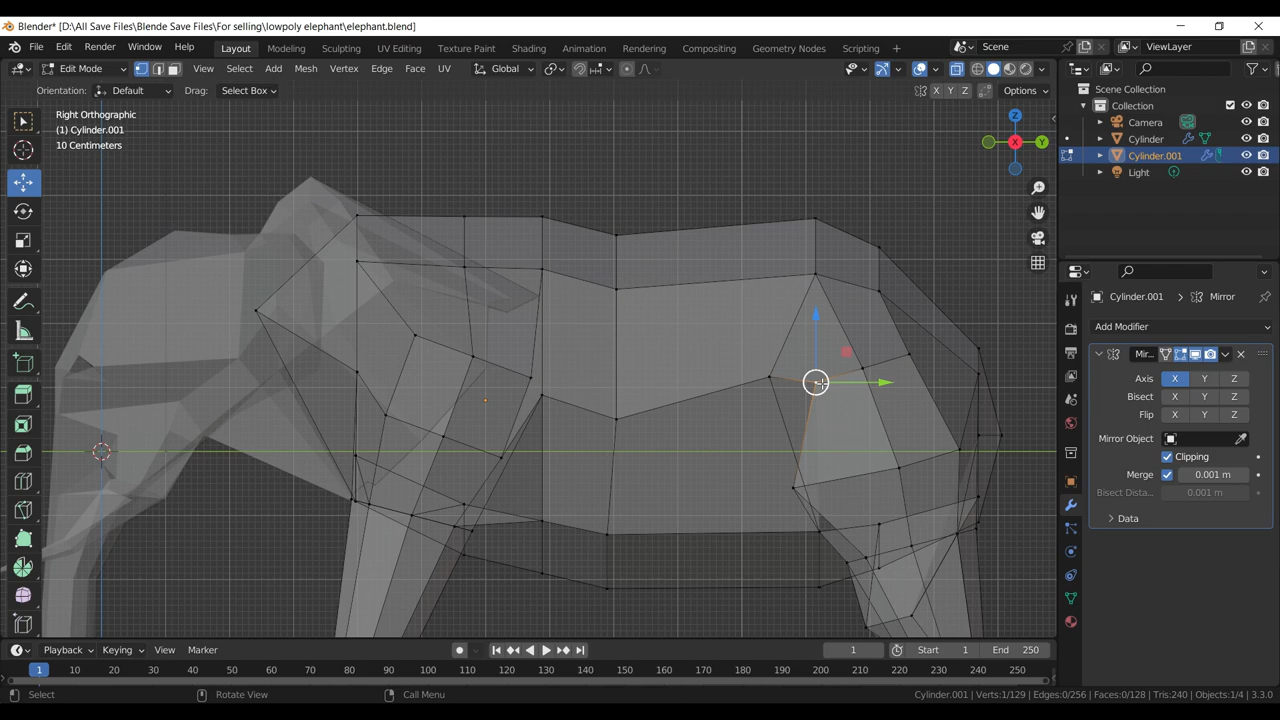 Blender* [D:\All Save Files\Blende Save Files\For selling\lowpoly elephant\elephant.blend]
File Edit Render Window Help Layout Modeling Sculpting UV Editing Texture Paint Shading Animation Rendering Compositing Geometry Nodes Scripting + Scene ViewLayer
Edit Mode View Select Add Mesh Vertex Edge Face UV Global
Orientation: Default Drag: Select Box X Y Z Options
Right Orthographic
(1) Cylinder.001
10 Centimeters
Z
X Y
Scene Collection
Collection
Camera
Cylinder
Cylinder.001
Light
Cylinder.001 > Mirror
Add Modifier
Mir...
Axis X Y Z
Bisect X Y Z
Flip X Y Z
Mirror Object
Clipping
Merge 0.001 m
Bisect Dista... 0.001 m
Data
Playback Keying View Marker 1 Start 1 End 250
1 10 20 30 40 50 60 70 80 90 100 110 120 130 140 150 160 170 180 190 200 210 220 230 240 250
Select Rotate View Call Menu Cylinder.001 | Verts:1/129 | Edges:0/256 | Faces:0/128 | Tris:240 | Objects:1/4 | 3.3.0